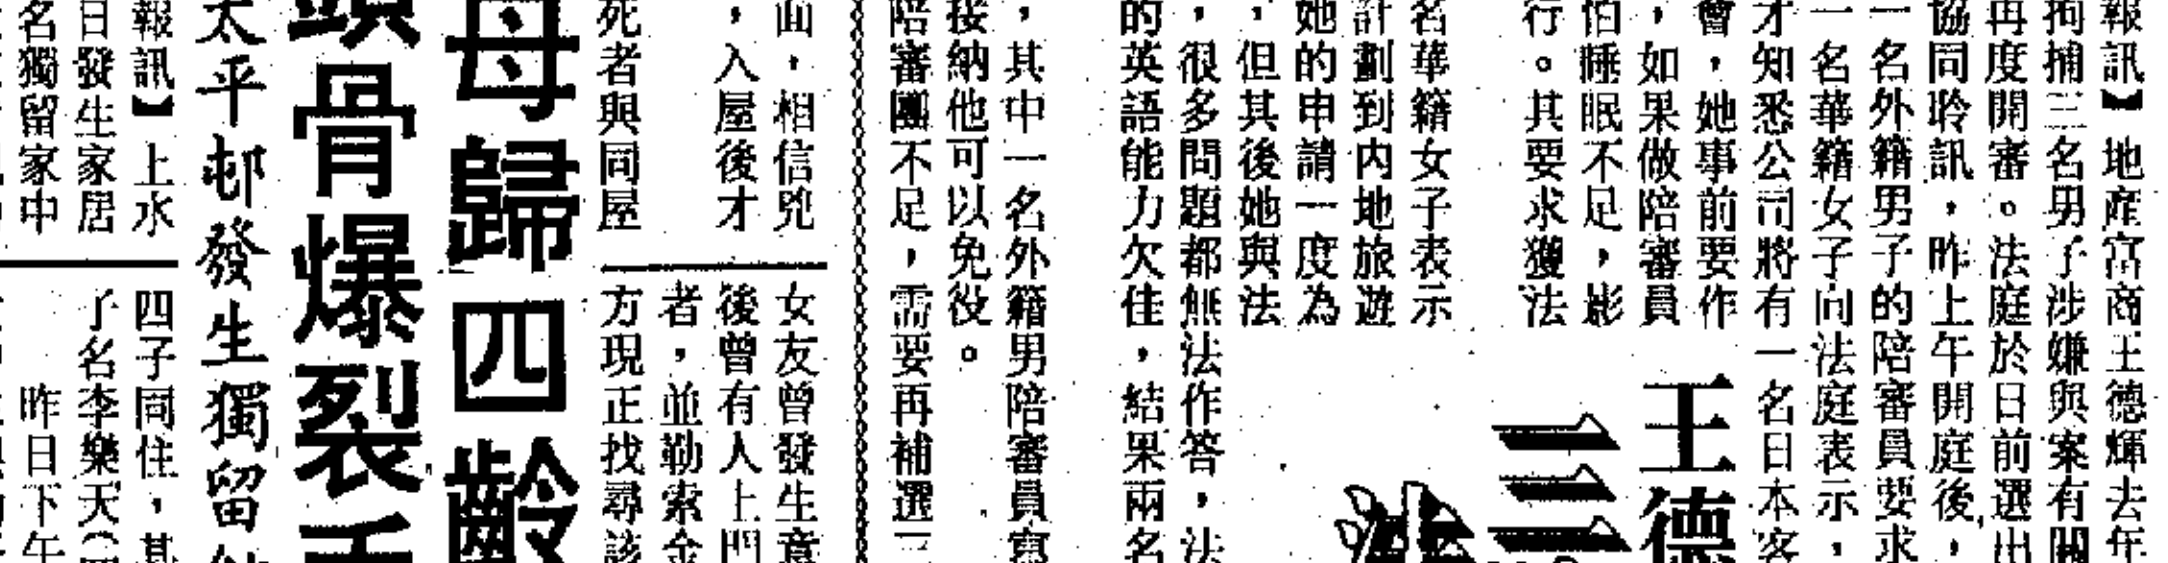 報訊】地産富商王德輝去年
拘捕三名男子涉嫌與案有關
再度開審。法庭於日前選出
協同聆訊，昨上午開庭後，
一名外籍男子的陪審員要求
一名華籍女子向法庭表示，
才知悉公司將有一名日本客
會，她事前要作
，如果做陪審員
怕睡眠不足，影
行。其要求獲法
王德
三三
名華籍女子表示
計劃到內地旅遊
她的申請一度為
，但其後她與法
，很多問題都無法作答，法
的英語能力欠佳，結果兩名
，其中一名外籍男陪審員
接納他可以免役。
陪審團不足，需要再補選
面，相信兇
，入屋後才
死者與同屋
女友曾發生意
後曾有人上門
者，並勒索金
方現正找尋該
母歸四齡
頭骨爆裂
太平邨發生獨留
報訊】上水
日發生家居
名獨留家中
四子同住，其
子名李樂天（四
昨日下午